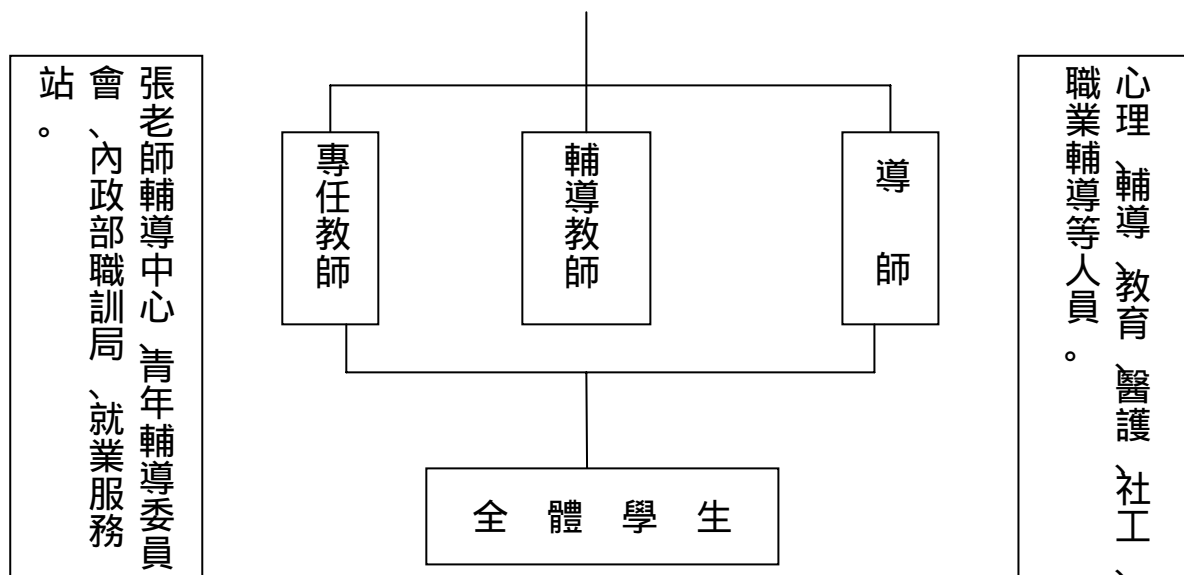 張老師輔導中心、青年輔導委員
會、內政部職訓局、就業服務
站。
專任教師
輔導教師
導師
心理、輔導、教育、醫護、社工、
職業輔導等人員。
全體學生